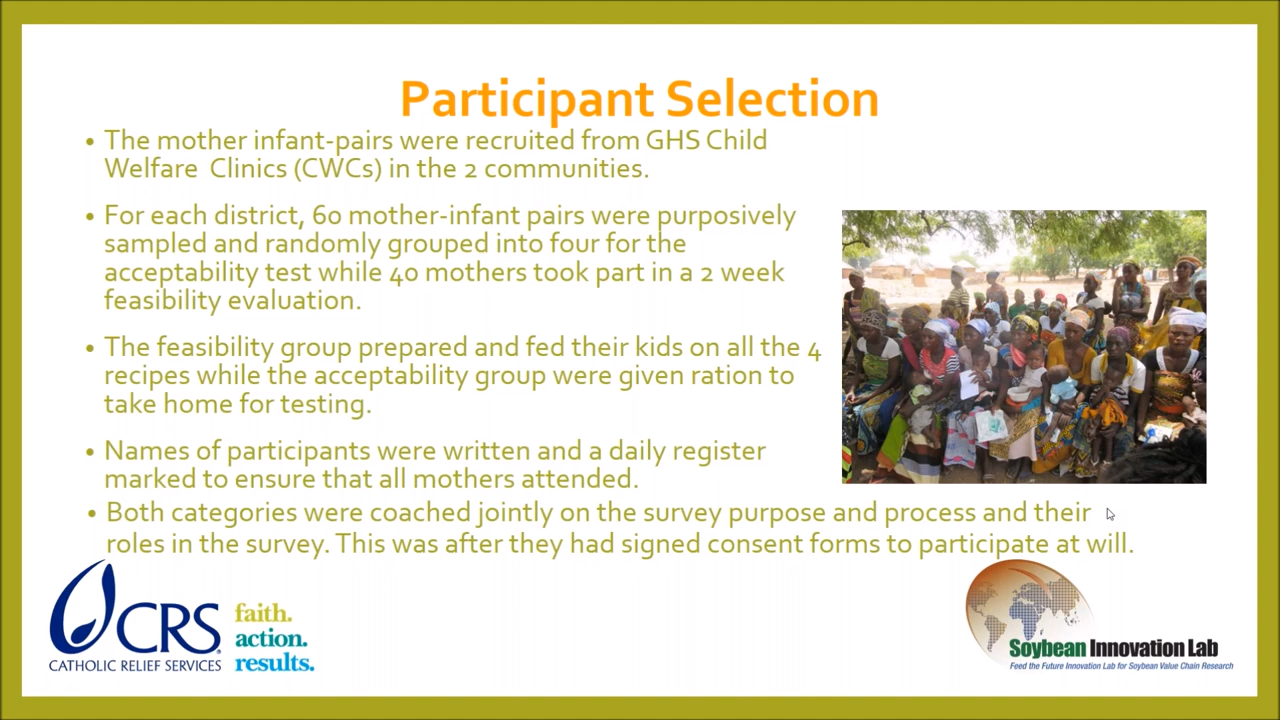 Participant Selection
• The mother infant-pairs were recruited from GHS Child
Welfare Clinics (CWCs) in the 2 communities.
• For each district, 60 mother-infant pairs were purposively
sampled and randomly grouped into four for the
acceptability test while 40 mothers took part in a 2 week
feasibility evaluation.
• The feasibility group prepared and fed their kids on all the 4
recipes while the acceptability group were given ration to
take home for testing.
• Names of participants were written and a daily register
marked to ensure that all mothers attended.
• Both categories were coached jointly on the survey purpose and process and their
roles in the survey. This was after they had signed consent forms to participate at will.
CRS
CATHOLIC RELIEF SERVICES
faith.
action.
results.
Soybean Innovation Lab
Feed the Future Innovation Lab for Soybean Value Chain Research